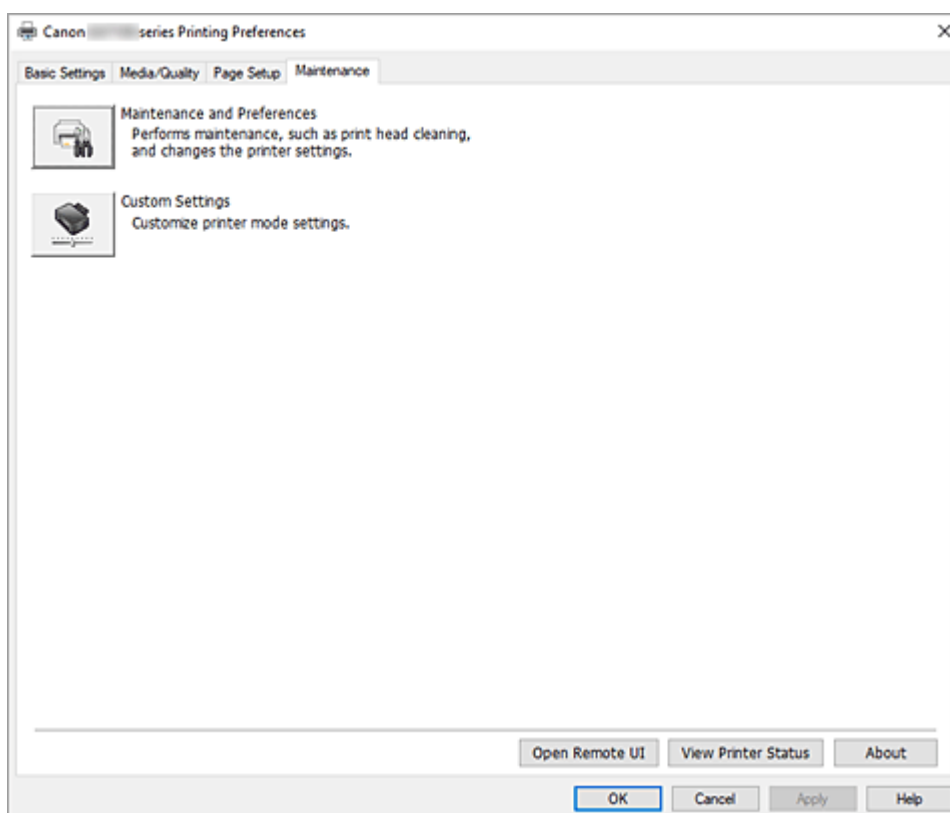 Canon series Printing Preferences
Basic Settings Media/Quality Page Setup Maintenance
Maintenance and Preferences
Performs maintenance, such as print head cleaning,
and changes the printer settings.
Custom Settings
Customize printer mode settings.
Open Remote UI View Printer Status About
OK Cancel Apply Help